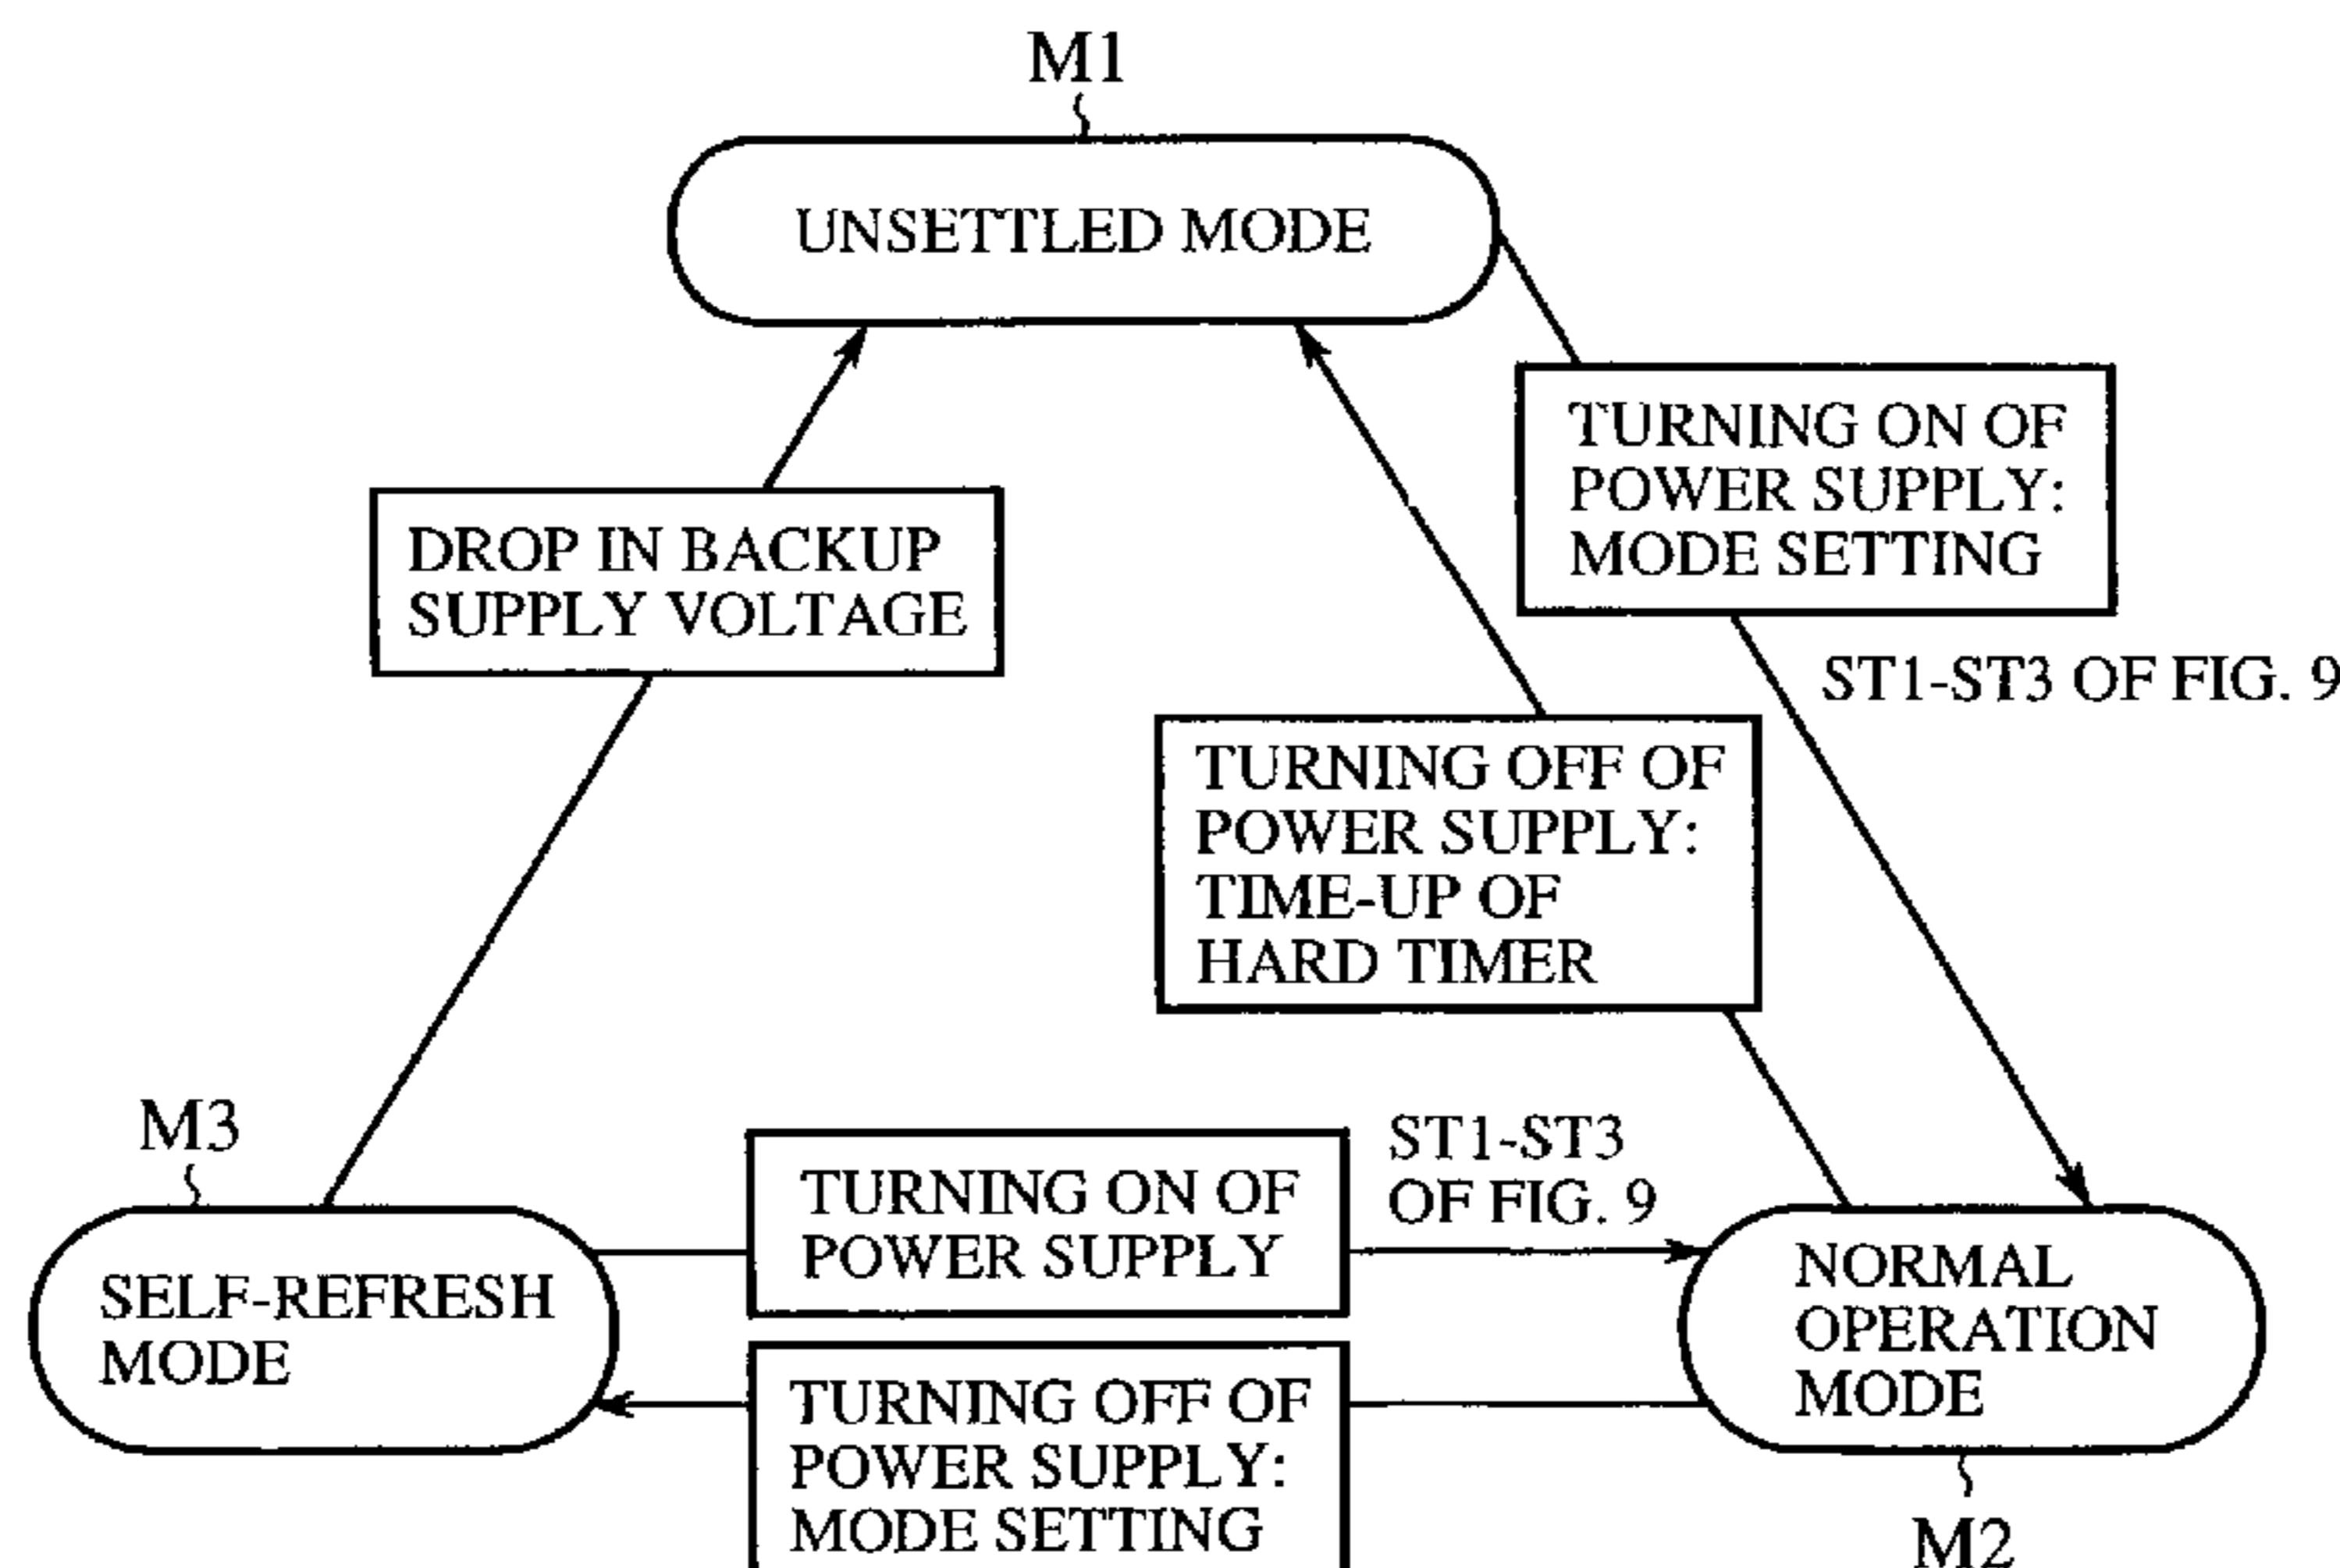 M1
UNSETTLED MODE
TURNING ON OF
POWER SUPPLY:
MODE SETTING
DROP IN BACKUP
SUPPLY VOLTAGE
ST1-ST3 OF FIG. 9
TURNING OFF OF
POWER SUPPLY:
TIME-UP OF
HARD TIMER
M3
SELF-REFRESH
MODE
TURNING ON OF
POWER SUPPLY
ST1-ST3
OF FIG. 9
NORMAL
OPERATION
MODE
TURNING OFF OF
POWER SUPPLY:
MODE SETTING
M2